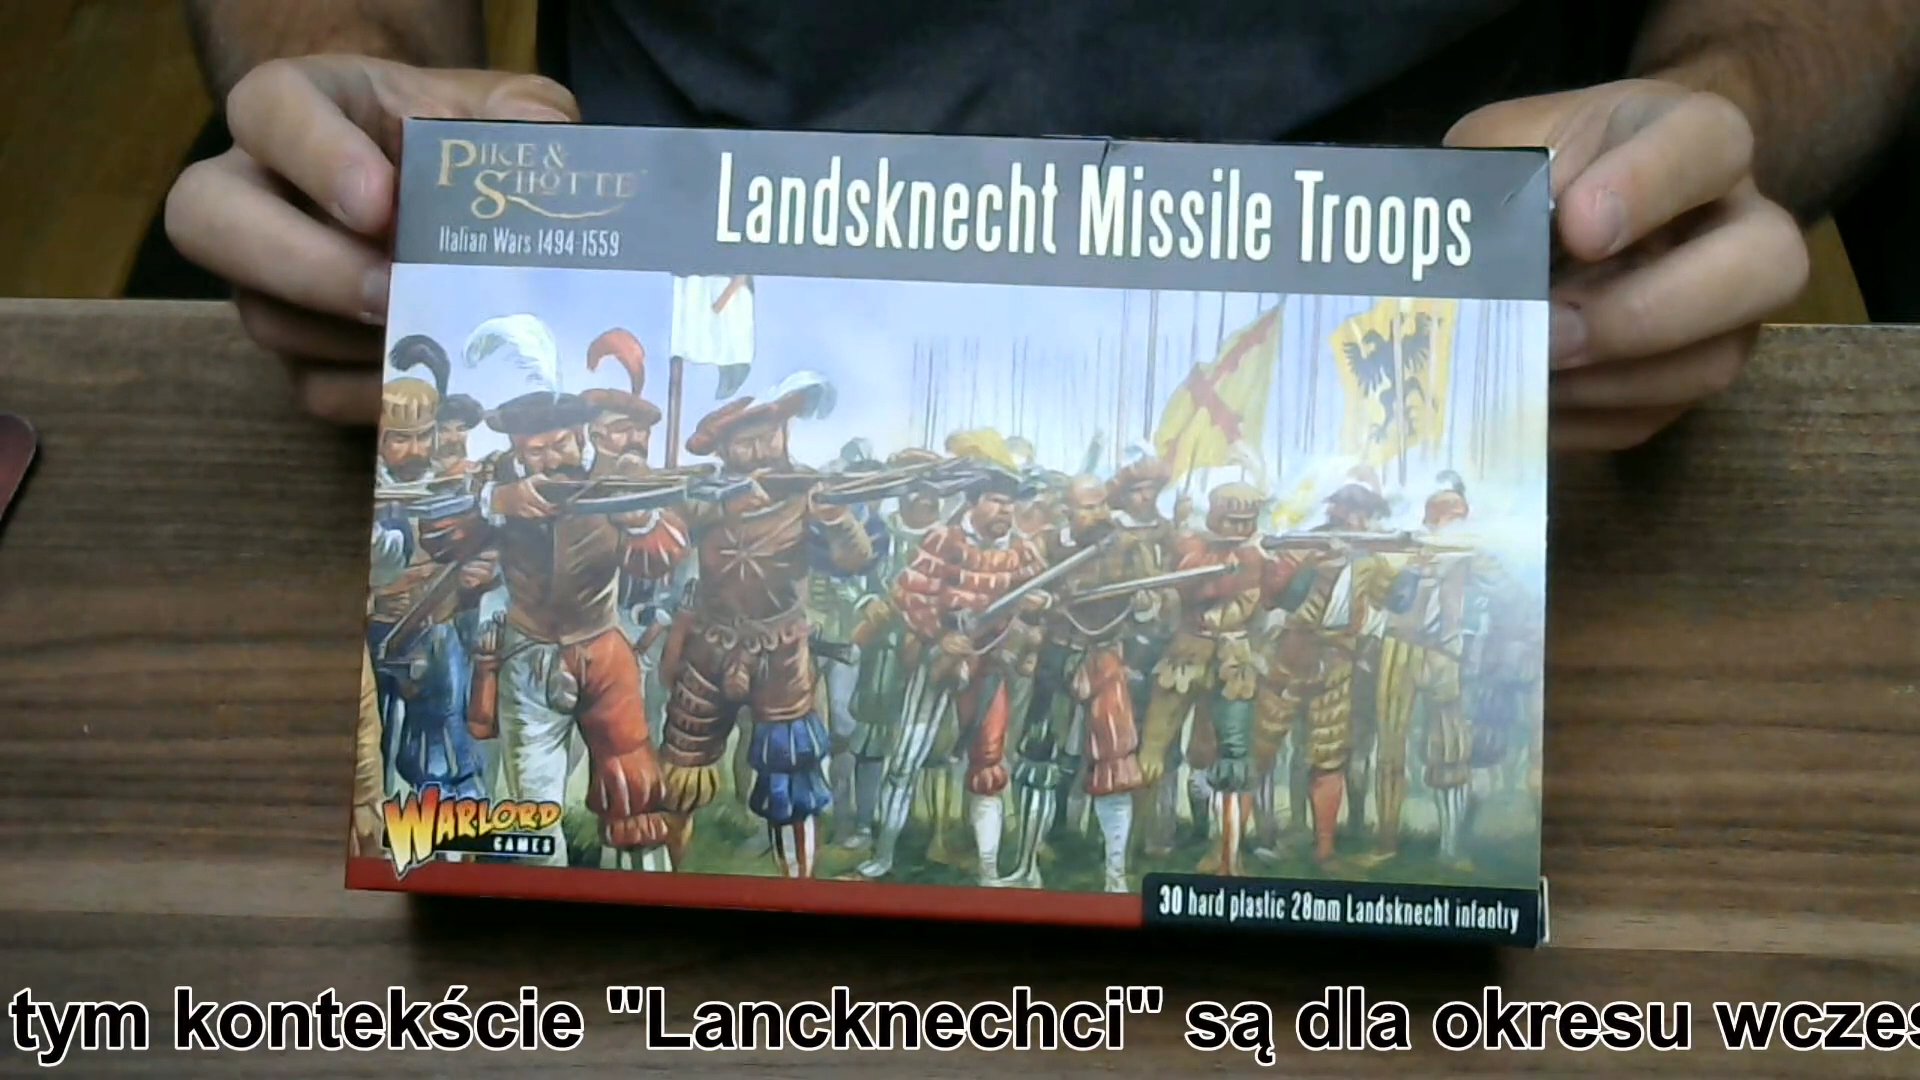 PIKE &
SHOTTE
Italian Wars 1494-1559
Landsknecht Missile Troops
WARLORD
GAMES
30 hard plastic 28mm Landsknecht infantry
tym kontekście "Lancknechci" są dla okresu